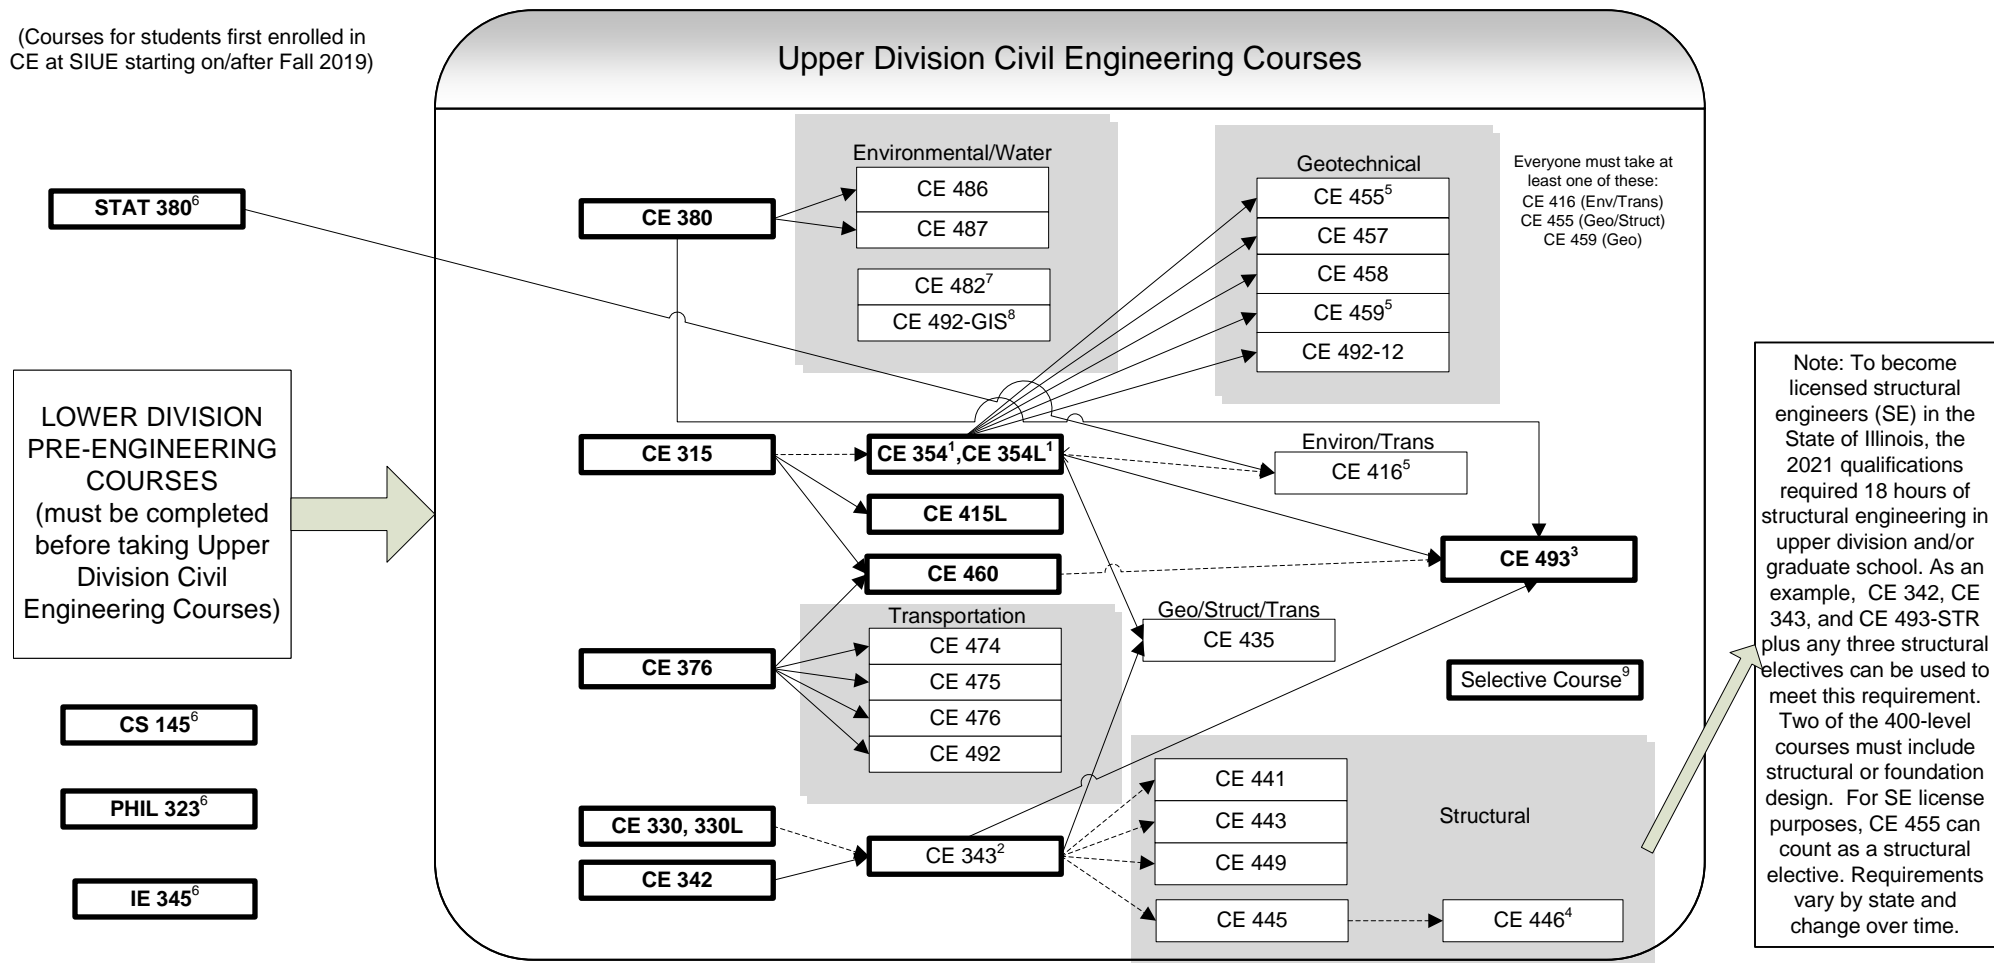 (Courses for students first enrolled in
CE at SIUE starting on/after Fall 2019)
Upper Division Civil Engineering Courses
STAT 380⁶
LOWER DIVISION
PRE-ENGINEERING
COURSES
(must be completed
before taking Upper
Division Civil
Engineering Courses)
CS 145⁶
PHIL 323⁶
IE 345⁶
CE 380
CE 315
CE 376
CE 330, 330L
CE 342
Environmental/Water
CE 486
CE 487
CE 482⁷
CE 492-GIS⁸
CE 354¹,CE 354L¹
CE 415L
CE 460
Transportation
CE 474
CE 475
CE 476
CE 492
CE 343²
Geotechnical
CE 455⁵
CE 457
CE 458
CE 459⁵
CE 492-12
Everyone must take at
least one of these:
CE 416 (Env/Trans)
CE 455 (Geo/Struct)
CE 459 (Geo)
Environ/Trans
CE 416⁵
CE 493³
Geo/Struct/Trans
CE 435
Selective Course⁹
Structural
CE 441
CE 443
CE 449
CE 445
CE 446⁴
Note: To become
licensed structural
engineers (SE) in the
State of Illinois, the
2021 qualifications
required 18 hours of
structural engineering in
upper division and/or
graduate school. As an
example, CE 342, CE
343, and CE 493-STR
plus any three structural
electives can be used to
meet this requirement.
Two of the 400-level
courses must include
structural or foundation
design. For SE license
purposes, CE 455 can
count as a structural
elective. Requirements
vary by state and
change over time.